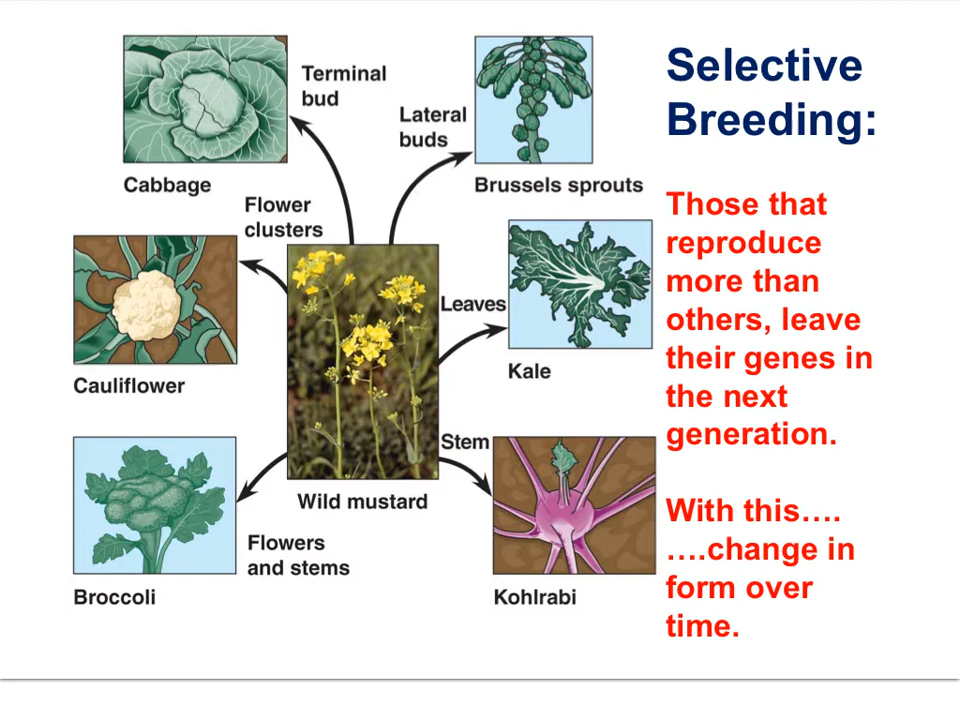 Selective
Breeding:
Those that
reproduce
more than
others, leave
their genes in
the next
generation.
With this….
….change in
form over
time.
Terminal
bud
Cabbage
Lateral
buds
Brussels sprouts
Flower
clusters
Cauliflower
Leaves
Kale
Wild mustard
Flowers
and stems
Broccoli
Stem
Kohlrabi